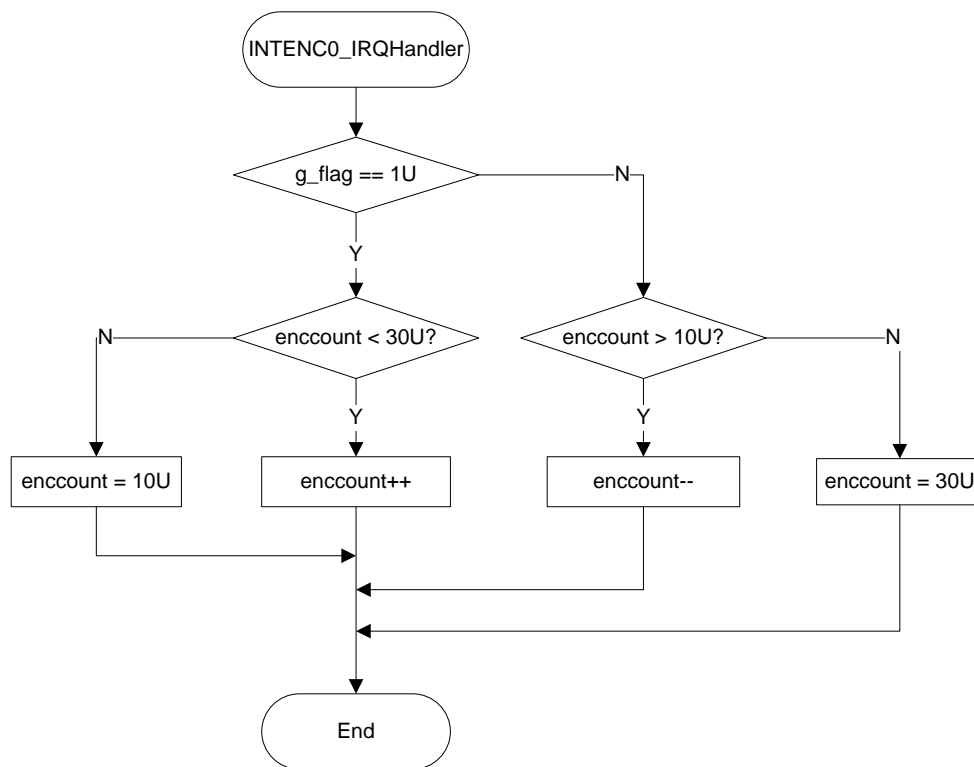 INTENC0_IRQHandler
g_flag == 1U
N
Y
enccount < 30U?
enccount > 10U?
N
N
Y
Y
enccount = 10U
enccount++
enccount--
enccount = 30U
End